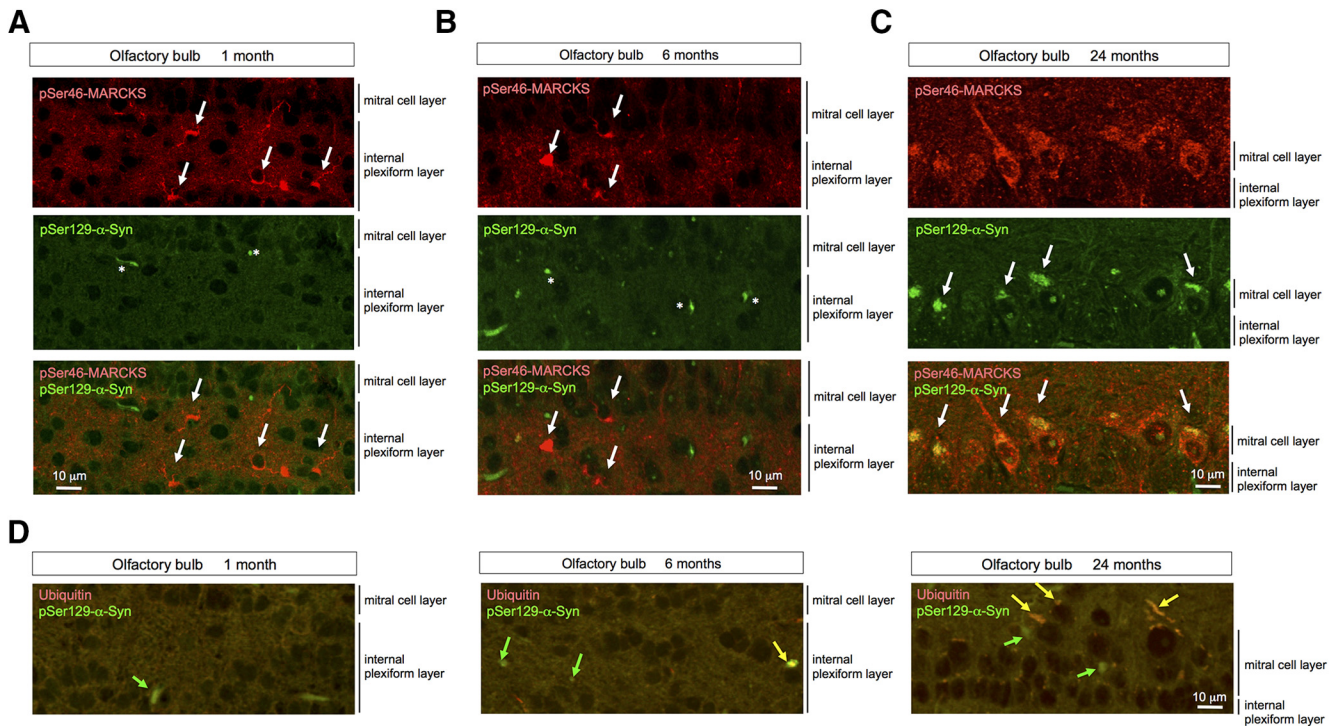 A
Olfactory bulb 1 month
pSer46-MARCKS
mitral cell layer
internal
plexiform layer
pSer129-α-Syn
*
*
mitral cell layer
internal
plexiform layer
pSer46-MARCKS
pSer129-α-Syn
mitral cell layer
internal
plexiform layer
10 μm
B
Olfactory bulb 6 months
pSer46-MARCKS
mitral cell layer
internal
plexiform layer
pSer129-α-Syn
*
*
*
mitral cell layer
internal
plexiform layer
pSer46-MARCKS
pSer129-α-Syn
mitral cell layer
internal
plexiform layer
10 μm
C
Olfactory bulb 24 months
pSer46-MARCKS
mitral cell layer
internal
plexiform layer
pSer129-α-Syn
mitral cell layer
internal
plexiform layer
pSer46-MARCKS
pSer129-α-Syn
mitral cell layer
internal
plexiform layer
10 μm
D
Olfactory bulb 1 month
Ubiquitin
pSer129-α-Syn
mitral cell layer
internal
plexiform layer
Olfactory bulb 6 months
Ubiquitin
pSer129-α-Syn
mitral cell layer
internal
plexiform layer
Olfactory bulb 24 months
Ubiquitin
pSer129-α-Syn
mitral cell layer
internal
plexiform layer
10 μm